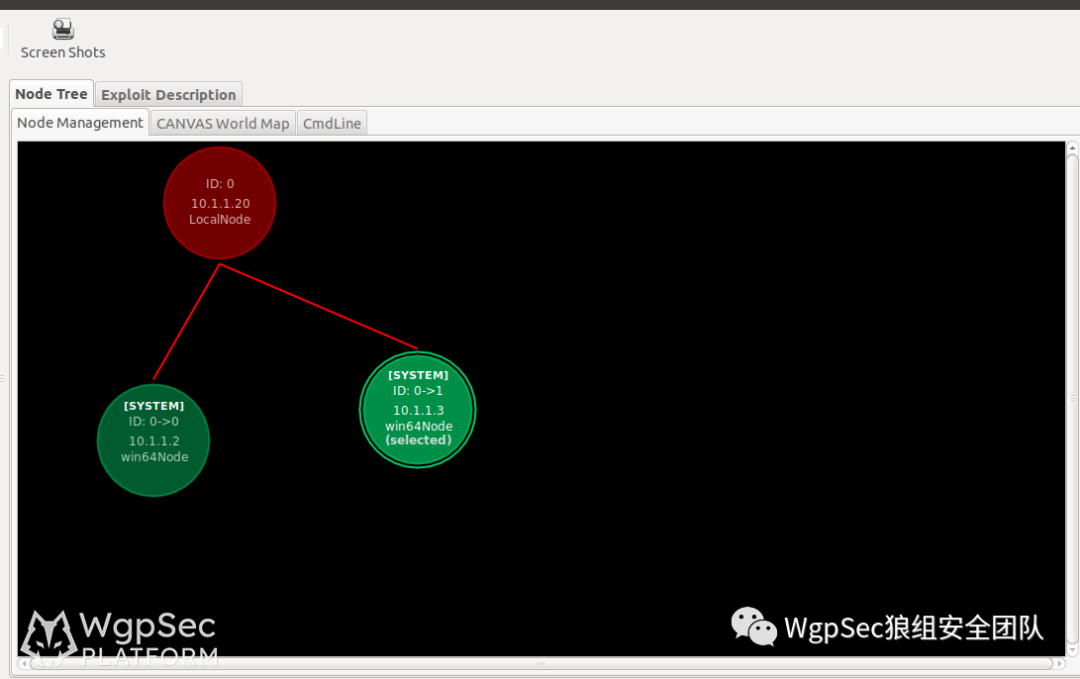 Screen Shots
Node Tree
Exploit Description
Node Management
CANVAS World Map
CmdLine
ID: 0
10.1.1.20
LocalNode
[SYSTEM]
ID: 0->1
10.1.1.3
win64Node
(selected)
[SYSTEM]
ID: 0->0
10.1.1.2
win64Node
WgpSec
PLATFORM
WgpSec狼组安全团队